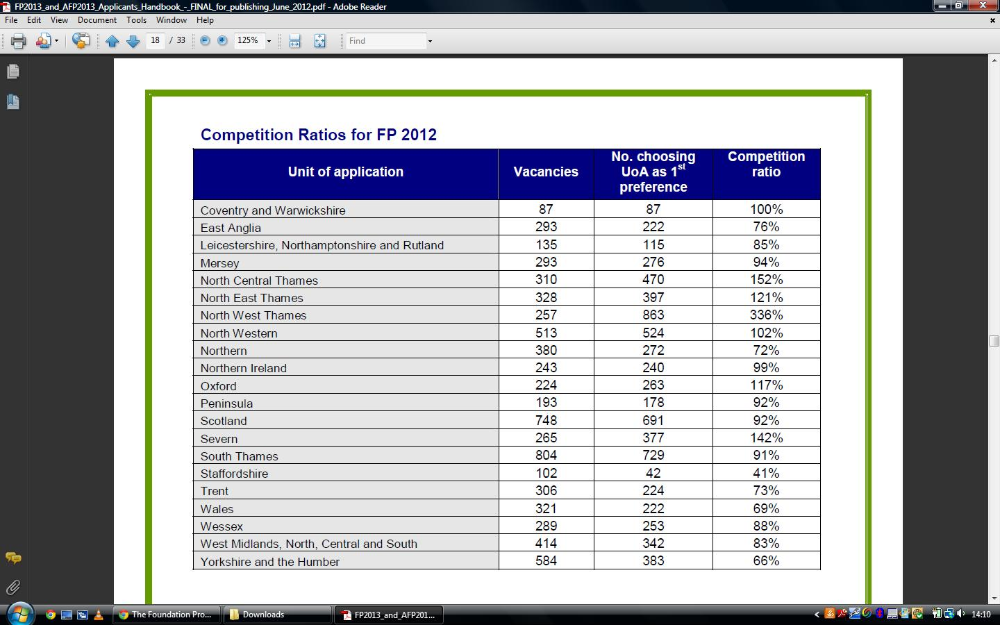 FP2013_and_AFP2013_Applicants_Handbook_-_FINAL_for_publishing_June_2012.pdf - Adobe Reader
File Edit View Document Tools Window Help
18 / 33 125% Find
Competition Ratios for FP 2012
Unit of application Vacancies No. choosing UoA as 1st preference Competition ratio
Coventry and Warwickshire 87 87 100%
East Anglia 293 222 76%
Leicestershire, Northamptonshire and Rutland 135 115 85%
Mersey 293 276 94%
North Central Thames 310 470 152%
North East Thames 328 397 121%
North West Thames 257 863 336%
North Western 513 524 102%
Northern 380 272 72%
Northern Ireland 243 240 99%
Oxford 224 263 117%
Peninsula 193 178 92%
Scotland 748 691 92%
Severn 265 377 142%
South Thames 804 729 91%
Staffordshire 102 42 41%
Trent 306 224 73%
Wales 321 222 69%
Wessex 289 253 88%
West Midlands, North, Central and South 414 342 83%
Yorkshire and the Humber 584 383 66%
The Foundation Pro... Downloads FP2013_and_AFP201... 14:10